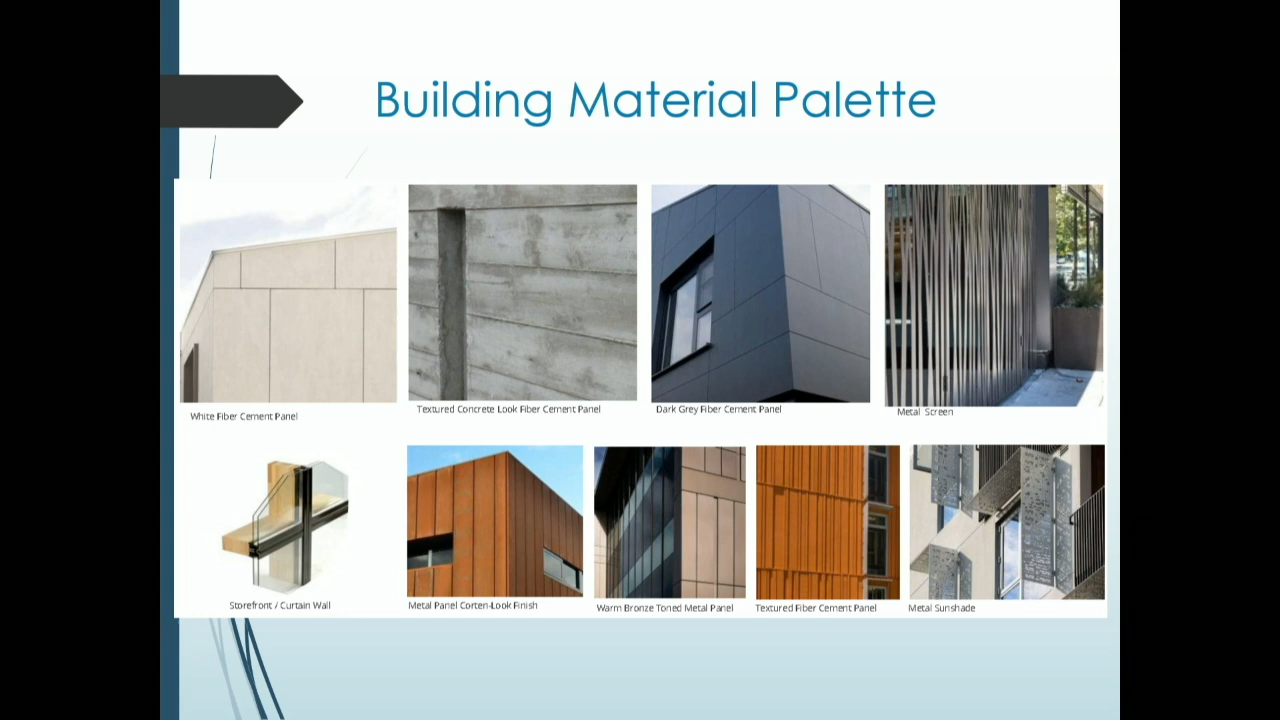 Building Material Palette
White Fiber Cement Panel
Textured Concrete Look Fiber Cement Panel
Dark Grey Fiber Cement Panel
Metal Screen
Storefront / Curtain Wall
Metal Panel Corten-Look Finish
Warm Bronze Toned Metal Panel
Textured Fiber Cement Panel
Metal Sunshade